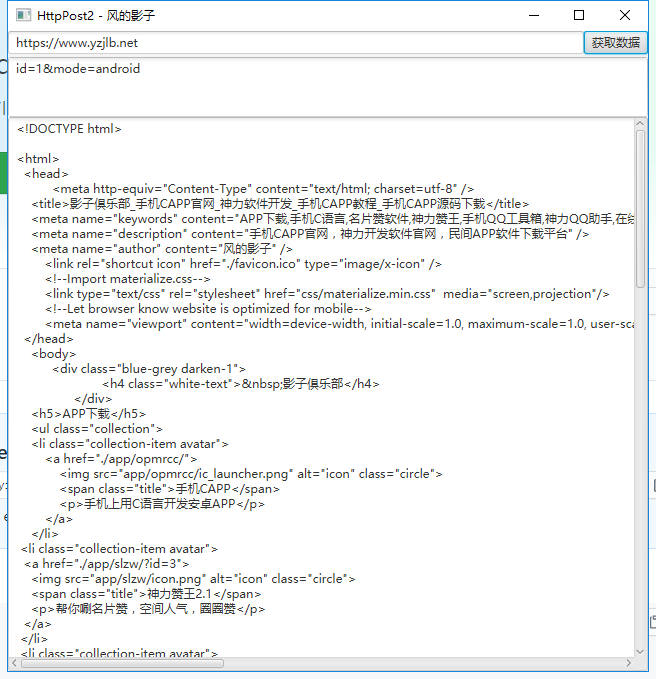 HttpPost2 - 风的影子
https://www.yzjlb.net
获取数据
id=1&mode=android
<!DOCTYPE html>
<html>
<head>
<meta http-equiv="Content-Type" content="text/html; charset=utf-8" />
<title>影子俱乐部_手机CAPP官网_神力软件开发_手机CAPP教程_手机CAPP源码下载</title>
<meta name="keywords" content="APP下载,手机C语言,名片赞软件,神力赞王,手机QQ工具箱,神力QQ助手,在线
<meta name="description" content="手机CAPP官网，神力开发软件官网，民间APP软件下载平台" />
<meta name="author" content="风的影子" />
<link rel="shortcut icon" href="./favicon.ico" type="image/x-icon" />
<!--Import materialize.css-->
<link type="text/css" rel="stylesheet" href="css/materialize.min.css"  media="screen,projection"/>
<!--Let browser know website is optimized for mobile-->
<meta name="viewport" content="width=device-width, initial-scale=1.0, maximum-scale=1.0, user-sca
</head>
<body>
<div class="blue-grey darken-1">
<h4 class="white-text">&nbsp;影子俱乐部</h4>
</div>
<h5>APP下载</h5>
<ul class="collection">
<li class="collection-item avatar">
<a href="./app/opmrcc/">
<img src="app/opmrcc/ic_launcher.png" alt="icon" class="circle">
<span class="title">手机CAPP</span>
<p>手机上用C语言开发安卓APP</p>
</a>
</li>
<li class="collection-item avatar">
<a href="./app/slzw/?id=3">
<img src="app/slzw/icon.png" alt="icon" class="circle">
<span class="title">神力赞王2.1</span>
<p>帮你唰名片赞，空间人气，圈圈赞</p>
</a>
</li>
<li class="collection-item avatar">